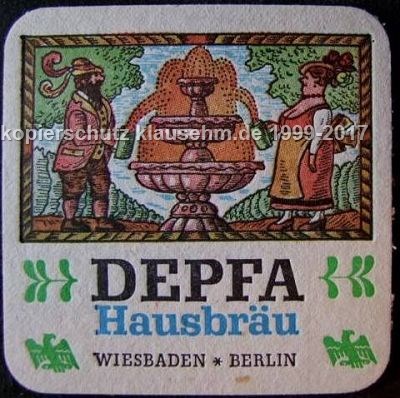 kopierschutz klausehm.de 1999-2017
DEPFA
Hausbräu
WIESBADEN * BERLIN